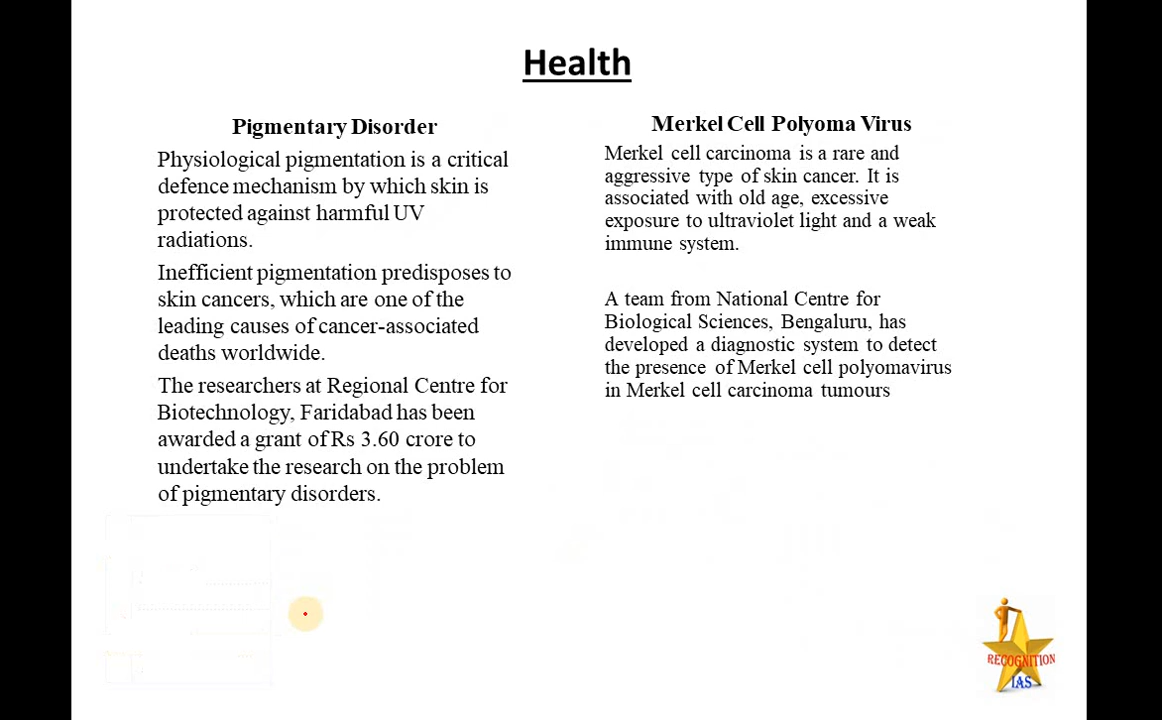 Health
Pigmentary Disorder
Physiological pigmentation is a critical
defence mechanism by which skin is
protected against harmful UV
radiations.
Inefficient pigmentation predisposes to
skin cancers, which are one of the
leading causes of cancer-associated
deaths worldwide.
The researchers at Regional Centre for
Biotechnology, Faridabad has been
awarded a grant of Rs 3.60 crore to
undertake the research on the problem
of pigmentary disorders.
Merkel Cell Polyoma Virus
Merkel cell carcinoma is a rare and
aggressive type of skin cancer. It is
associated with old age, excessive
exposure to ultraviolet light and a weak
immune system.
A team from National Centre for
Biological Sciences, Bengaluru, has
developed a diagnostic system to detect
the presence of Merkel cell polyomavirus
in Merkel cell carcinoma tumours
RECOGNITION
IAS